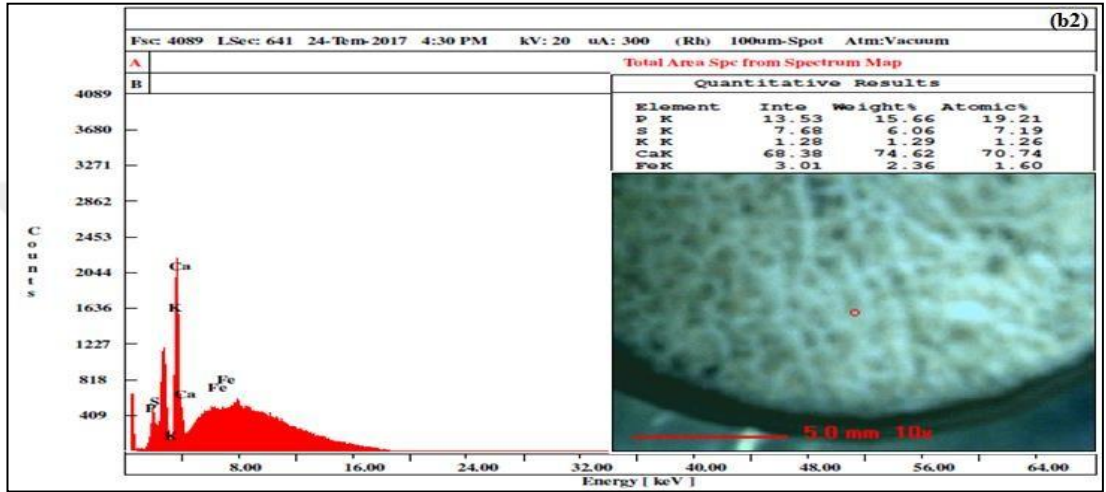 (b2)
Fsc: 4089 LSec: 641 24-Tem-2017 4:30 PM kV: 20 uA: 300 (Rh) 100um-Spot Atm:Vacuum
A Total Area Spc from Spectrum Map
B Quantitative Results
Element Inte Weight% Atomic%
P K 13.53 15.66 19.21
S K 7.68 6.06 7.19
K K 1.28 1.29 1.26
CaK 68.38 74.62 70.74
FeK 3.01 2.36 1.60
4089
3680
3271
2862
2453
2044
1636
1227
818
409
Counts
Ca
K
Ca
Fe
Fe
S
P
K
5.0 mm 10x
8.00 16.00 24.00 32.00 40.00 48.00 56.00 64.00
Energy [ keV ]